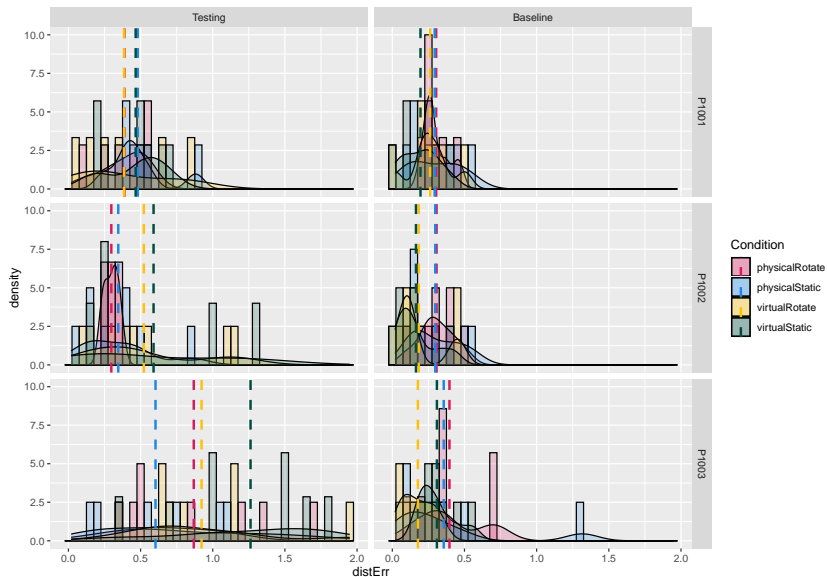 Testing Baseline
10.0
7.5
5.0
2.5
0.0
P1001
10.0
7.5
5.0
2.5
0.0
P1002
10.0
7.5
5.0
2.5
0.0
P1003
density
0.0 0.5 1.0 1.5 2.0 0.0 0.5 1.0 1.5 2.0
distErr
Condition
physicalRotate
physicalStatic
virtualRotate
virtualStatic